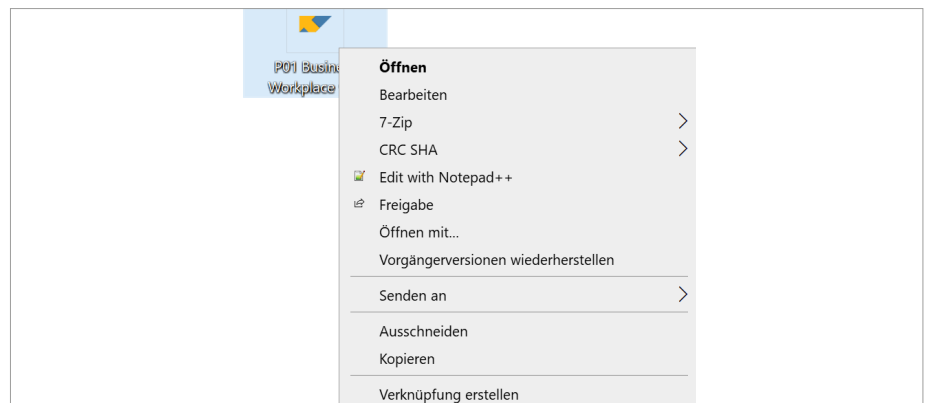 P01 Busine
Workplace
Öffnen
Bearbeiten
7-Zip
CRC SHA
Edit with Notepad++
Freigabe
Öffnen mit...
Vorgängerversionen wiederherstellen
Senden an
Ausschneiden
Kopieren
Verknüpfung erstellen